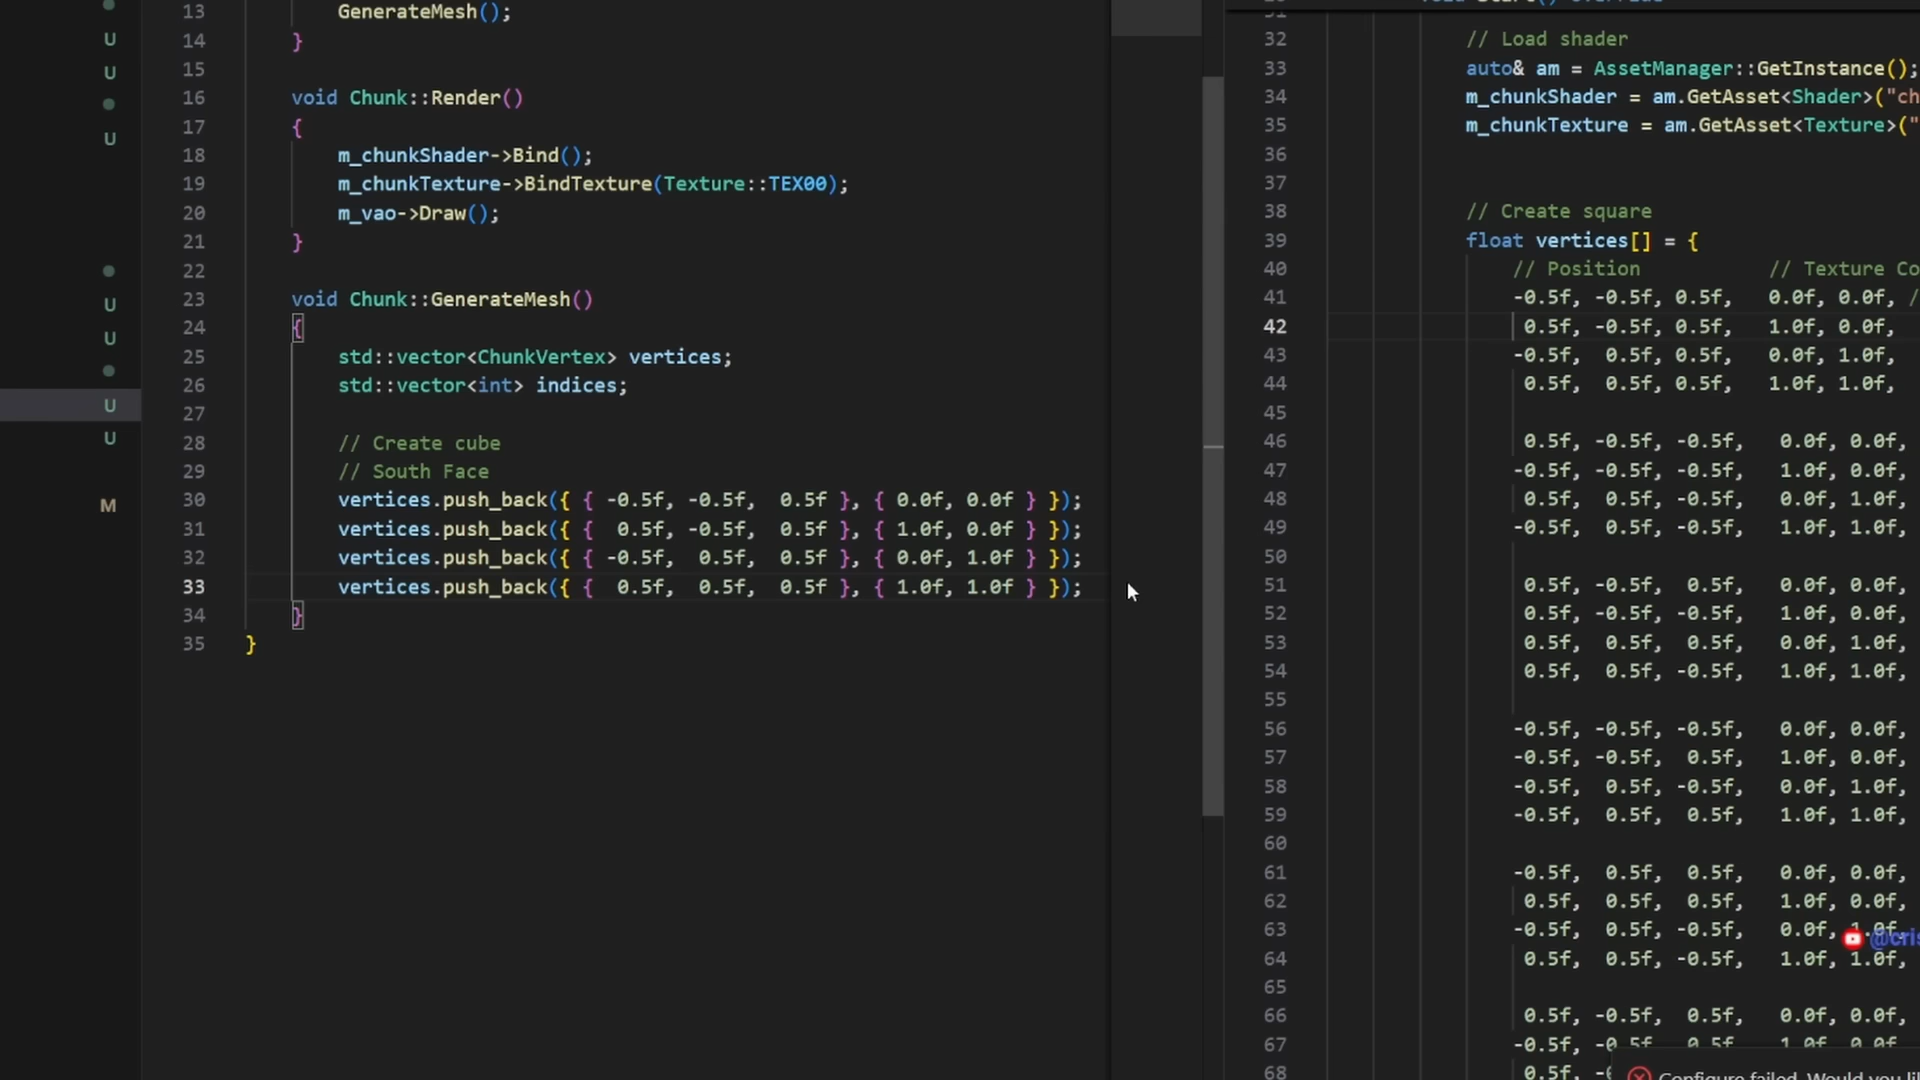 13 GenerateMesh();
14 }
15
16 void Chunk::Render()
17 {
18 m_chunkShader->Bind();
19 m_chunkTexture->BindTexture(Texture::TEX00);
20 m_vao->Draw();
21 }
22
23 void Chunk::GenerateMesh()
24 {
25 std::vector<ChunkVertex> vertices;
26 std::vector<int> indices;
27
28 // Create cube
29 // South Face
30 vertices.push_back({ { -0.5f, -0.5f, 0.5f }, { 0.0f, 0.0f } });
31 vertices.push_back({ { 0.5f, -0.5f, 0.5f }, { 1.0f, 0.0f } });
32 vertices.push_back({ { -0.5f, 0.5f, 0.5f }, { 0.0f, 1.0f } });
33 vertices.push_back({ { 0.5f, 0.5f, 0.5f }, { 1.0f, 1.0f } });
34 }
35 }
U
U
U
U
U
U
U
M
32 // Load shader
33 auto& am = AssetManager::GetInstance();
34 m_chunkShader = am.GetAsset<Shader>("ch
35 m_chunkTexture = am.GetAsset<Texture>("
36
37
38 // Create square
39 float vertices[] = {
40 // Position // Texture Co
41 -0.5f, -0.5f, 0.5f, 0.0f, 0.0f, /
42 0.5f, -0.5f, 0.5f, 1.0f, 0.0f,
43 -0.5f, 0.5f, 0.5f, 0.0f, 1.0f,
44 0.5f, 0.5f, 0.5f, 1.0f, 1.0f,
45
46 0.5f, -0.5f, -0.5f, 0.0f, 0.0f,
47 -0.5f, -0.5f, -0.5f, 1.0f, 0.0f,
48 0.5f, 0.5f, -0.5f, 0.0f, 1.0f,
49 -0.5f, 0.5f, -0.5f, 1.0f, 1.0f,
50
51 0.5f, -0.5f, 0.5f, 0.0f, 0.0f,
52 0.5f, -0.5f, -0.5f, 1.0f, 0.0f,
53 0.5f, 0.5f, 0.5f, 0.0f, 1.0f,
54 0.5f, 0.5f, -0.5f, 1.0f, 1.0f,
55
56 -0.5f, -0.5f, -0.5f, 0.0f, 0.0f,
57 -0.5f, -0.5f, 0.5f, 1.0f, 0.0f,
58 -0.5f, 0.5f, -0.5f, 0.0f, 1.0f,
59 -0.5f, 0.5f, 0.5f, 1.0f, 1.0f,
60
61 -0.5f, 0.5f, 0.5f, 0.0f, 0.0f,
62 0.5f, 0.5f, 0.5f, 1.0f, 0.0f,
63 -0.5f, 0.5f, -0.5f, 0.0f, 1.0f,
@cris
64 0.5f, 0.5f, -0.5f, 1.0f, 1.0f,
65
66 0.5f, -0.5f, 0.5f, 0.0f, 0.0f,
67 -0.5f, -0.5f, 0.5f, 1.0f, 0.0f,
68 0.5f,
Configure failed. Would you li